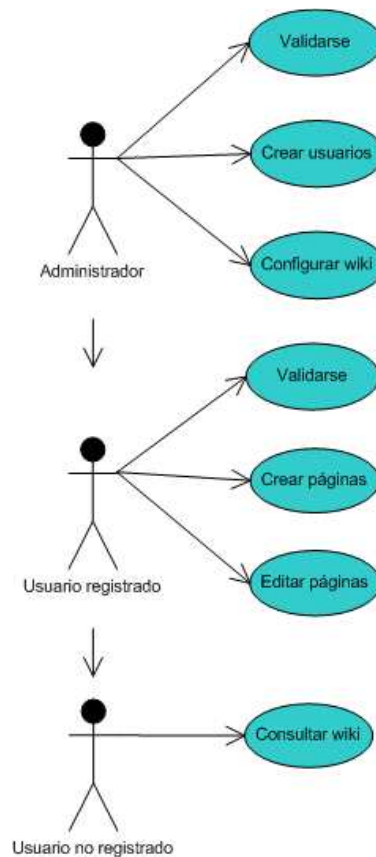 Validarse
Crear usuarios
Configurar wiki
Administrador
Validarse
Crear páginas
Editar páginas
Usuario registrado
Consultar wiki
Usuario no registrado